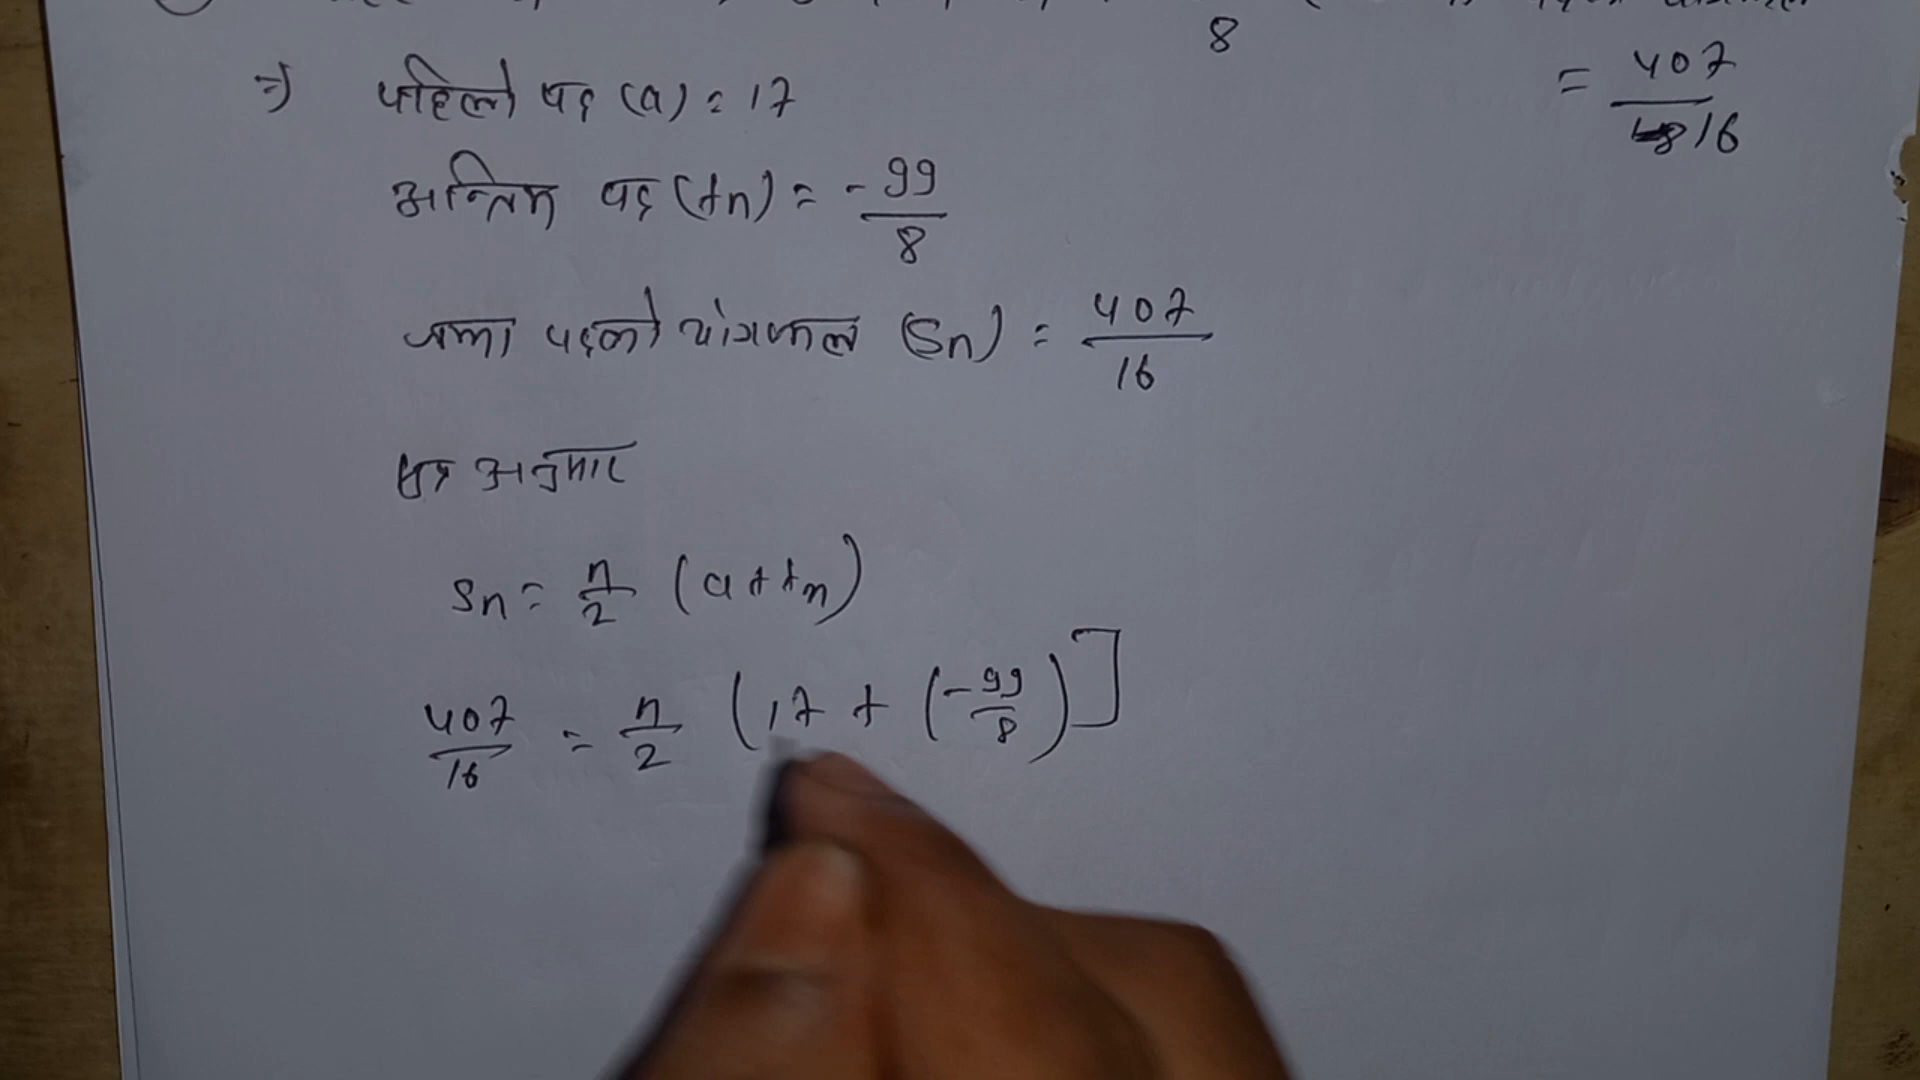 8
= 407/16
=) पहिलो पद (a) = 17
अन्तिम पद (tn) = -99/8
जम्मा पदको योगफल (Sn) = 407/16
सूत्र अनुसार
Sn = n/2 (a + tn)
407/16 = n/2 (17 + (-99/8)]